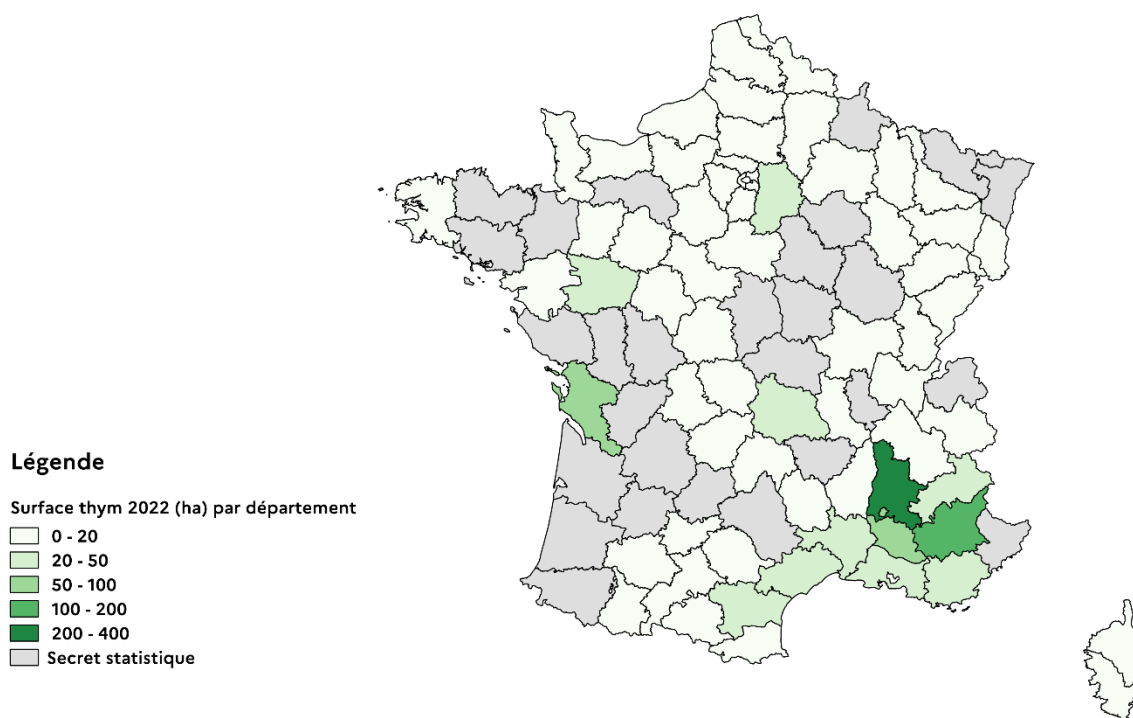 Légende
Surface thym 2022 (ha) par département
0 - 20
20 - 50
50 - 100
100 - 200
200 - 400
Secret statistique